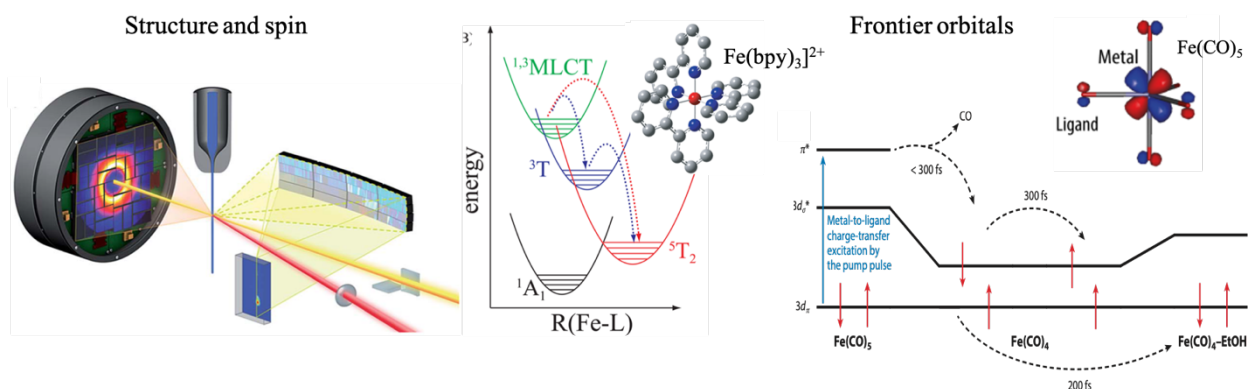 Structure and spin
B)
energy
1,3MLCT
3T
5T2
1A1
R(Fe-L)
Fe(bpy)3]2+
Frontier orbitals
Metal
Fe(CO)5
Ligand
CO
π*
< 300 fs
3dσ*
300 fs
Metal-to-ligand
charge-transfer
excitation by
the pump pulse
3dπ
Fe(CO)5
Fe(CO)4
Fe(CO)4–EtOH
200 fs